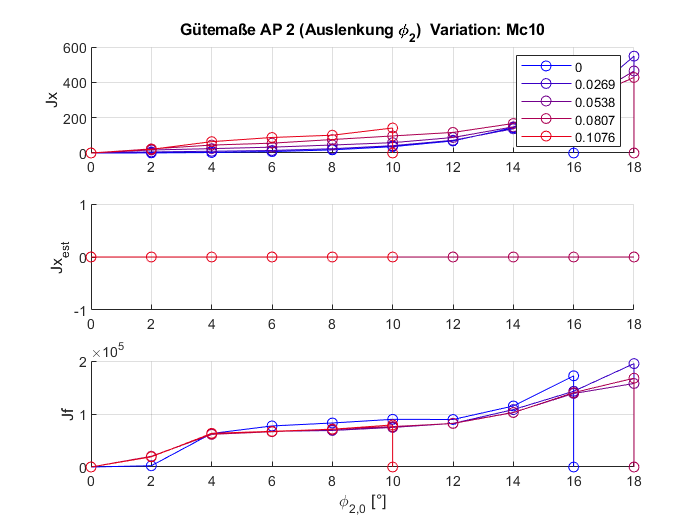 Gütemaße AP 2 (Auslenkung ϕ₂) Variation: Mc10
600
400
200
0
Jx
0 2 4 6 8 10 12 14 16 18
0
0.0269
0.0538
0.0807
0.1076
1
0
-1
Jx_est
0 2 4 6 8 10 12 14 16 18
×10⁵
2
1
0
Jf
0 2 4 6 8 10 12 14 16 18
ϕ₂,₀ [°]